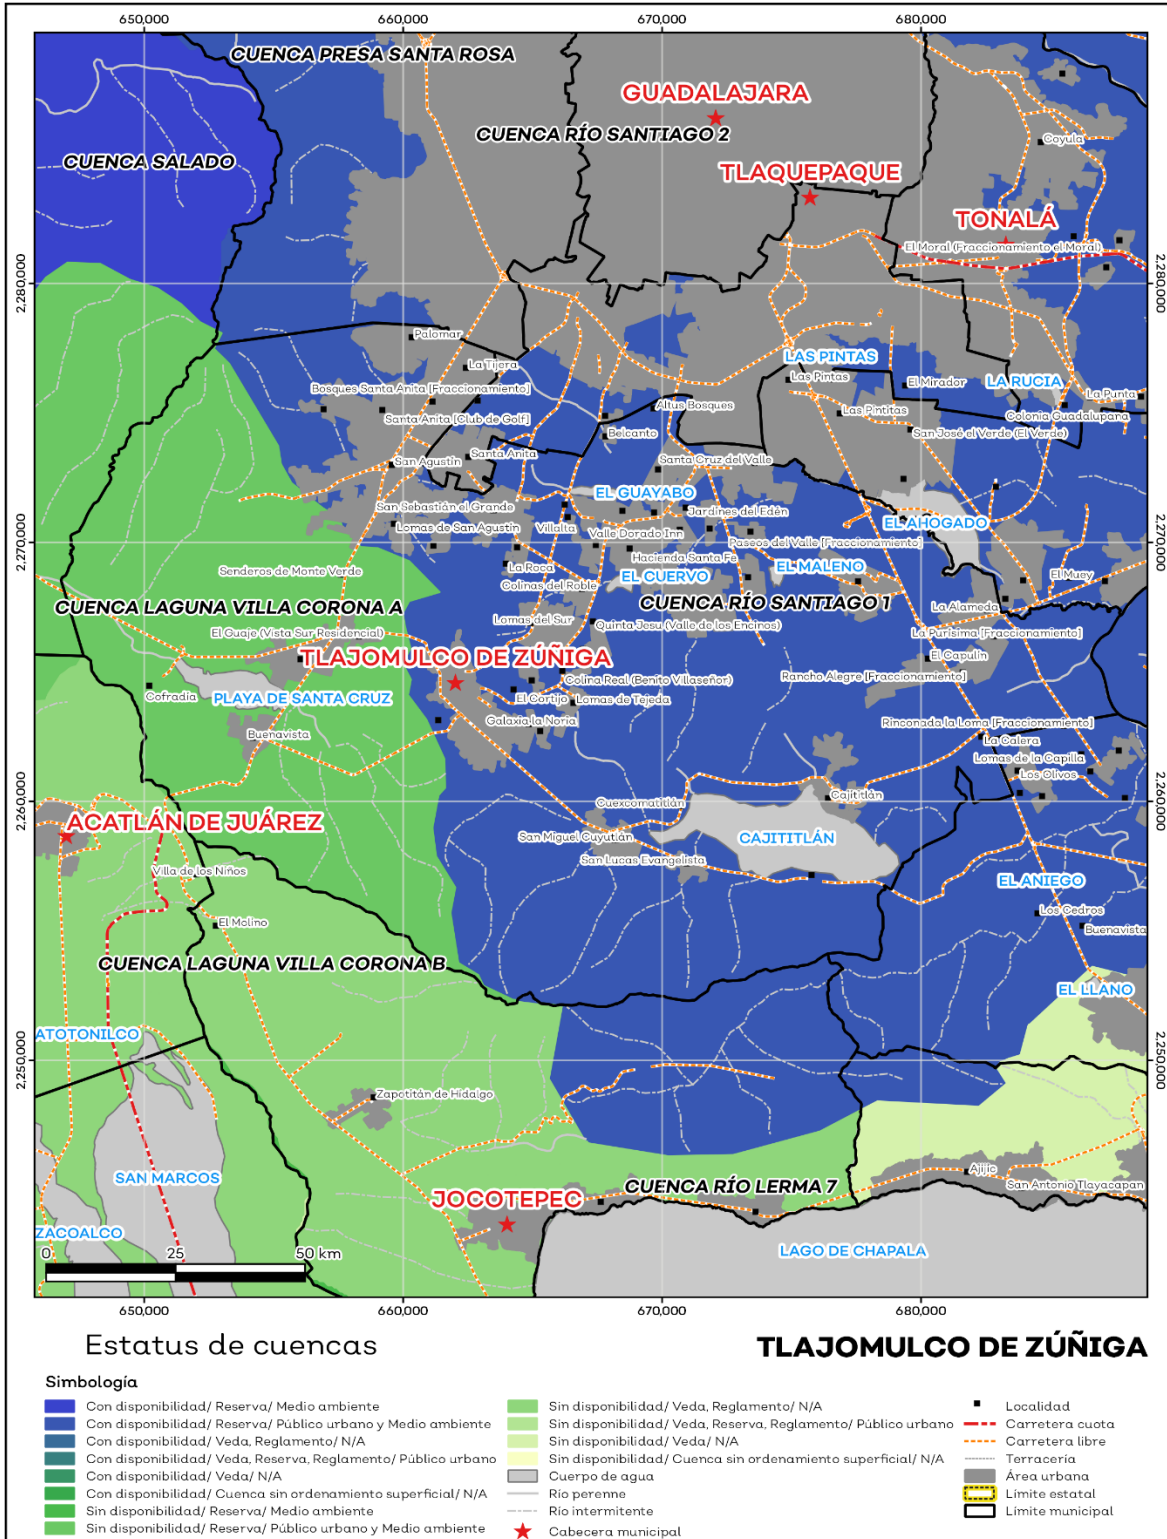 650,000
660,000
670,000
680,000
CUENCA PRESA SANTA ROSA
GUADALAJARA
CUENCA RÍO SANTIAGO 2
Coyula
CUENCA SALADO
TLAQUEPAQUE
TONALÁ
El Moral (Fraccionamiento el Moral)
2,280,000
2,280,000
Palomar
LAS PINTAS
La Tijera
Las Pintas
El Mirador
LA RUCIA
Bosques Santa Anita [Fraccionamiento]
La Punta
Altus Bosques
Las Pintitas
Colonia Guadalupana
Santa Anita [Club de Golf]
Belcanto
San José el Verde (El Verde)
Santa Anita
San Agustín
Santa Cruz del Valle
EL GUAYABO
San Sebastián el Grande
Jardines del Edén
EL AHOGADO
Lomas de San Agustín
Villalta
Valle Dorado Inn
Paseos del Valle [Fraccionamiento]
2,270,000
2,270,000
Hacienda Santa Fe
Senderos de Monte Verde
La Roca
EL MALENO
El Muey
Colinas del Roble
EL CUERVO
CUENCA LAGUNA VILLA CORONA A
CUENCA RÍO SANTIAGO 1
La Alameda
Lomas del Sur
Quinta Jesu (Valle de los Encinos)
El Guaje (Vista Sur Residencial)
La Purísima [Fraccionamiento]
TLAJOMULCO DE ZÚÑIGA
El Capulín
Colina Real (Benito Villaseñor)
Rancho Alegre [Fraccionamiento]
Cofradía
PLAYA DE SANTA CRUZ
El Cortijo
Lomas de Tejeda
Galaxia la Noria
Rinconada la Loma [Fraccionamiento]
Buenavista
La Calera
Lomas de la Capilla
Los Olivos
2,260,000
2,260,000
Cuexcomatitlán
Cajititlán
ACATLÁN DE JUÁREZ
San Miguel Cuyutlán
CAJITITLÁN
San Lucas Evangelista
Villa de los Niños
EL ANIEGO
El Molino
Los Cedros
Buenavista
CUENCA LAGUNA VILLA CORONA B
EL LLANO
ATOTONILCO
2,250,000
2,250,000
Zapotitán de Hidalgo
SAN MARCOS
Ajijic
CUENCA RÍO LERMA 7
San Antonio Tlayacapan
JOCOTEPEC
ZACOALCO
LAGO DE CHAPALA
0 25 50 km
650,000
660,000
670,000
680,000
Estatus de cuencas
TLAJOMULCO DE ZÚÑIGA
Simbología
Con disponibilidad/ Reserva/ Medio ambiente
Con disponibilidad/ Reserva/ Público urbano y Medio ambiente
Con disponibilidad/ Veda, Reglamento/ N/A
Con disponibilidad/ Veda, Reserva, Reglamento/ Público urbano
Con disponibilidad/ Veda/ N/A
Con disponibilidad/ Cuenca sin ordenamiento superficial/ N/A
Sin disponibilidad/ Reserva/ Medio ambiente
Sin disponibilidad/ Reserva/ Público urbano y Medio ambiente
Sin disponibilidad/ Veda, Reglamento/ N/A
Sin disponibilidad/ Veda, Reserva, Reglamento/ Público urbano
Sin disponibilidad/ Veda/ N/A
Sin disponibilidad/ Cuenca sin ordenamiento superficial/ N/A
Cuerpo de agua
Río perenne
Río intermitente
Cabecera municipal
Localidad
Carretera cuota
Carretera libre
Terracería
Área urbana
Límite estatal
Límite municipal